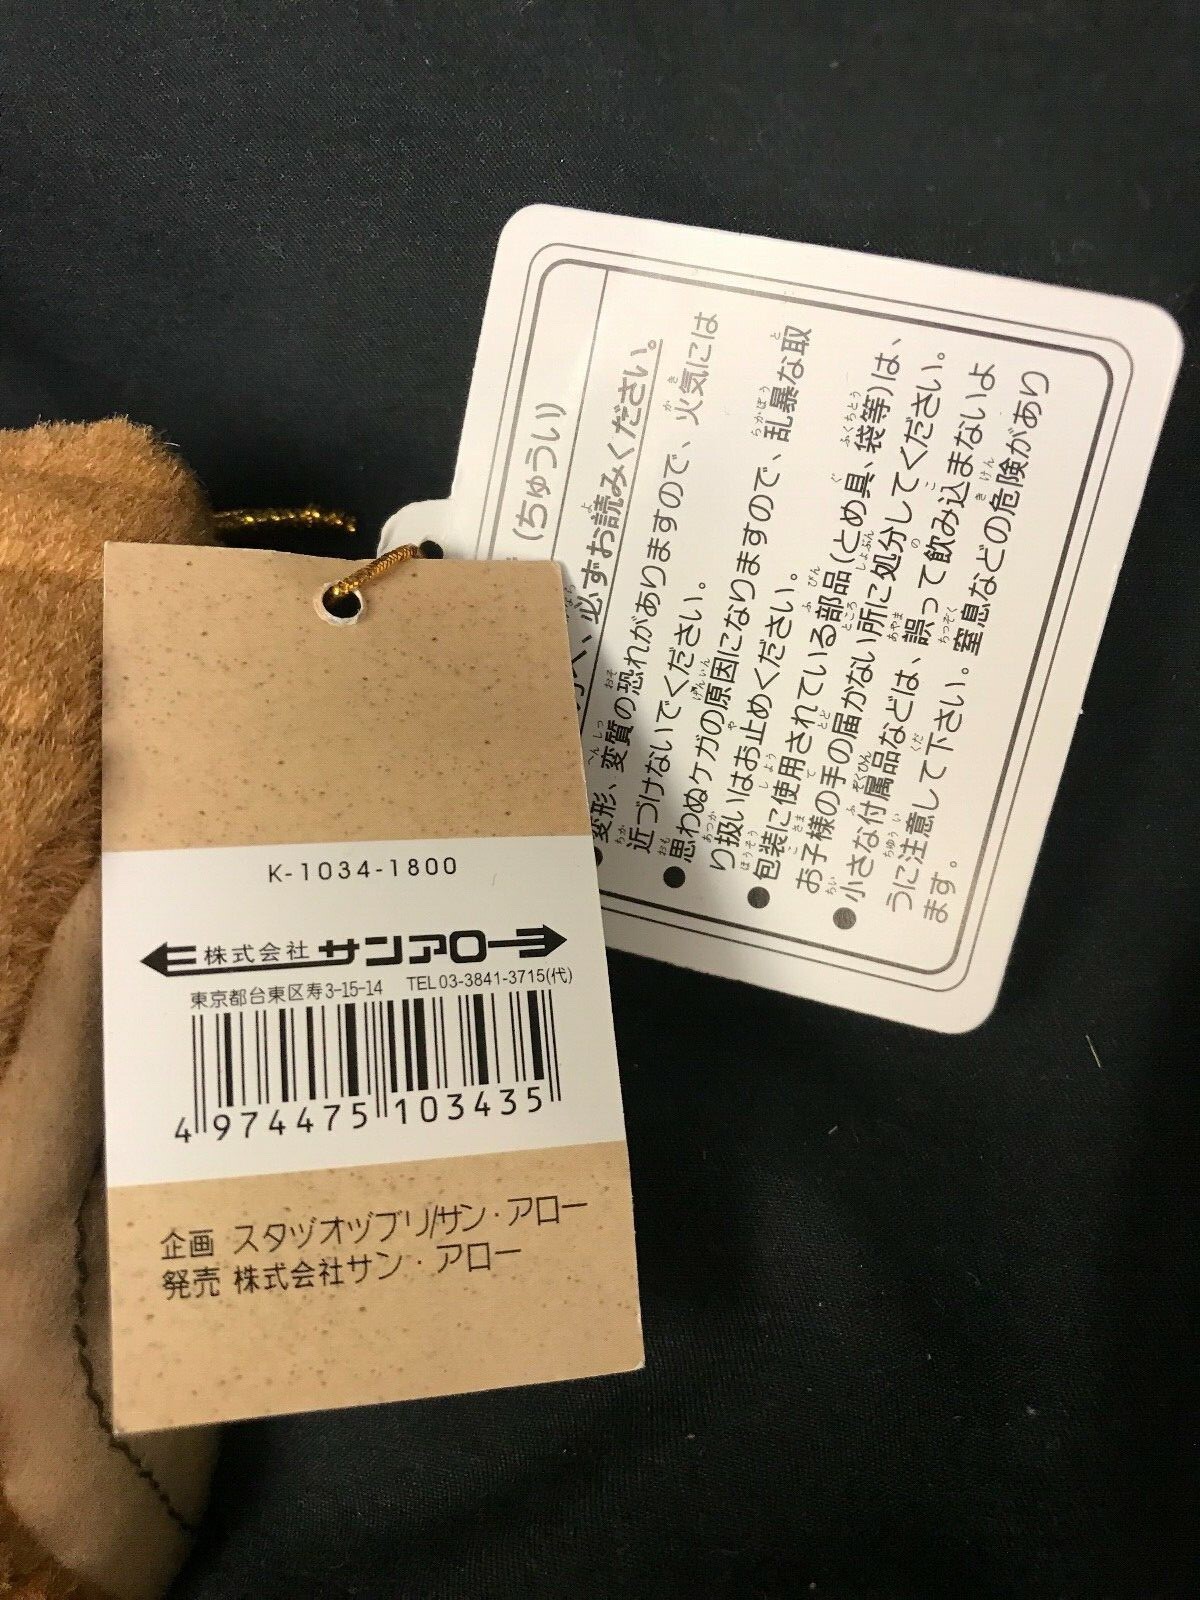 K-1034-1800
株式会社 サンアロー
東京都台東区寿3-15-14 TEL 03-3841-3715(代)
4 974475 103435
企画 スタヅオヅブリ/サン・アロー
発売 株式会社サン・アロー
(ちゅうい)
必ずお読みください。
変形、変質の恐れがありますので、火気には
近づけないでください。
●思わぬケガの原因になりますので、乱暴な取
り扱いはお止めください。
●包装に使用されている部品(とめ具、袋等)は、
お子様の手の届かない所に処分してください。
●小さな付属品などは、誤って飲み込まないよ
うに注意して下さい。窒息などの危険があり
ます。